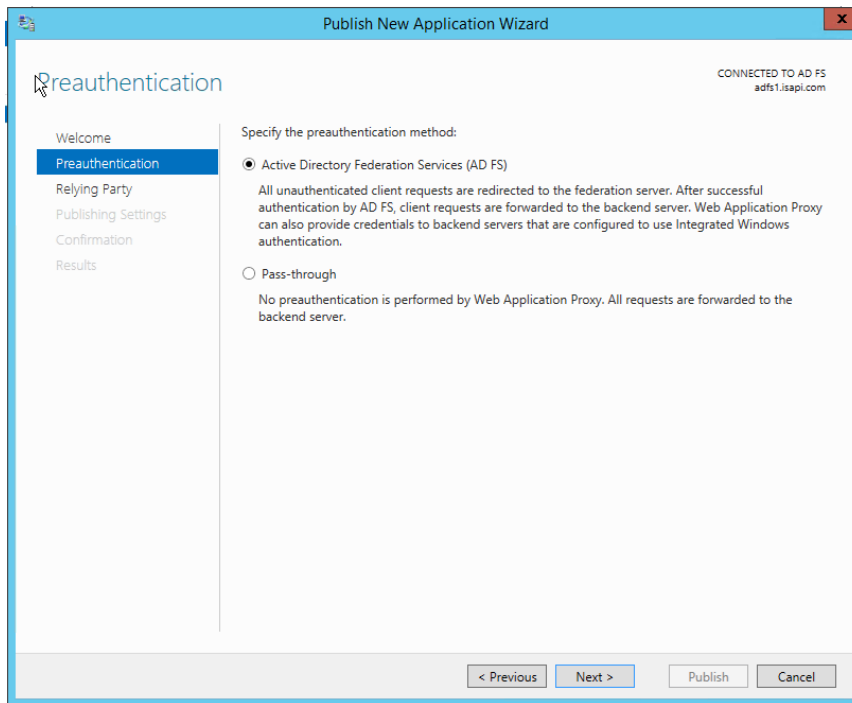 Publish New Application Wizard
x
Preauthentication
CONNECTED TO AD FS
adfs1.isapi.com
Welcome
Preauthentication
Relying Party
Publishing Settings
Confirmation
Results
Specify the preauthentication method:
Active Directory Federation Services (AD FS)
All unauthenticated client requests are redirected to the federation server. After successful
authentication by AD FS, client requests are forwarded to the backend server. Web Application Proxy
can also provide credentials to backend servers that are configured to use Integrated Windows
authentication.
Pass-through
No preauthentication is performed by Web Application Proxy. All requests are forwarded to the
backend server.
< Previous
Next >
Publish
Cancel